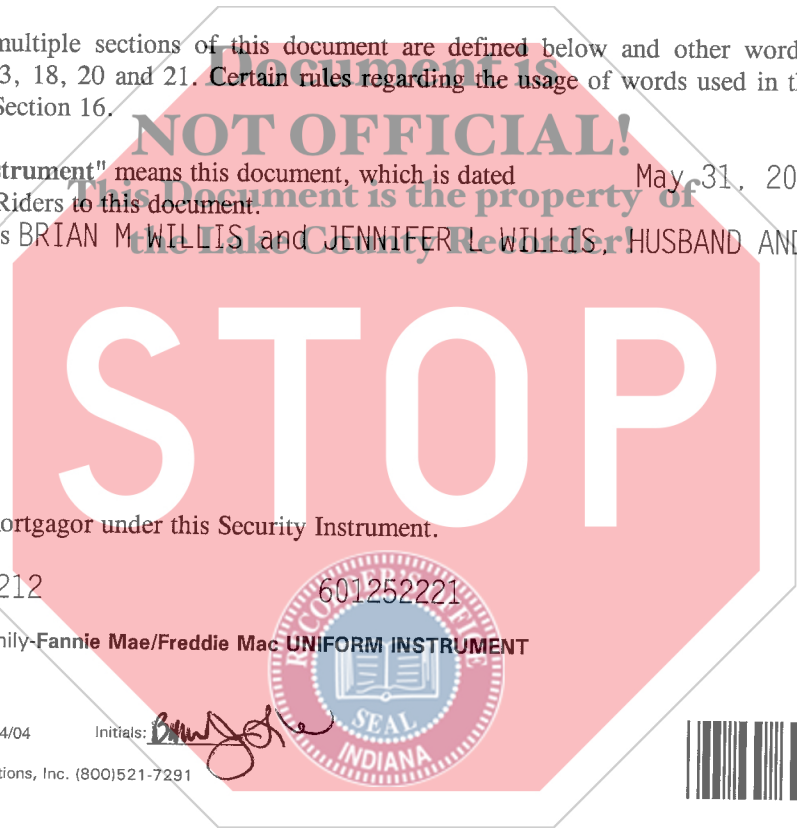 multiple sections of this document are defined below and other word
Document is
3, 18, 20 and 21. Certain rules regarding the usage of words used in t
Section 16.
NOT OFFICIAL!
strument" means this document, which is dated May 31, 20
This Document is the property of
Riders to this document.
s BRIAN M WILLIS and JENNIFER L WILLIS, HUSBAND AND
the Lake County Recorder!
STOP
ortgagor under this Security Instrument.
212 601252221
RECORDER'S OFFICE
nily-Fannie Mae/Freddie Mac UNIFORM INSTRUMENT
SEAL
INDIANA
4/04 Initials:
tions, Inc. (800)521-7291